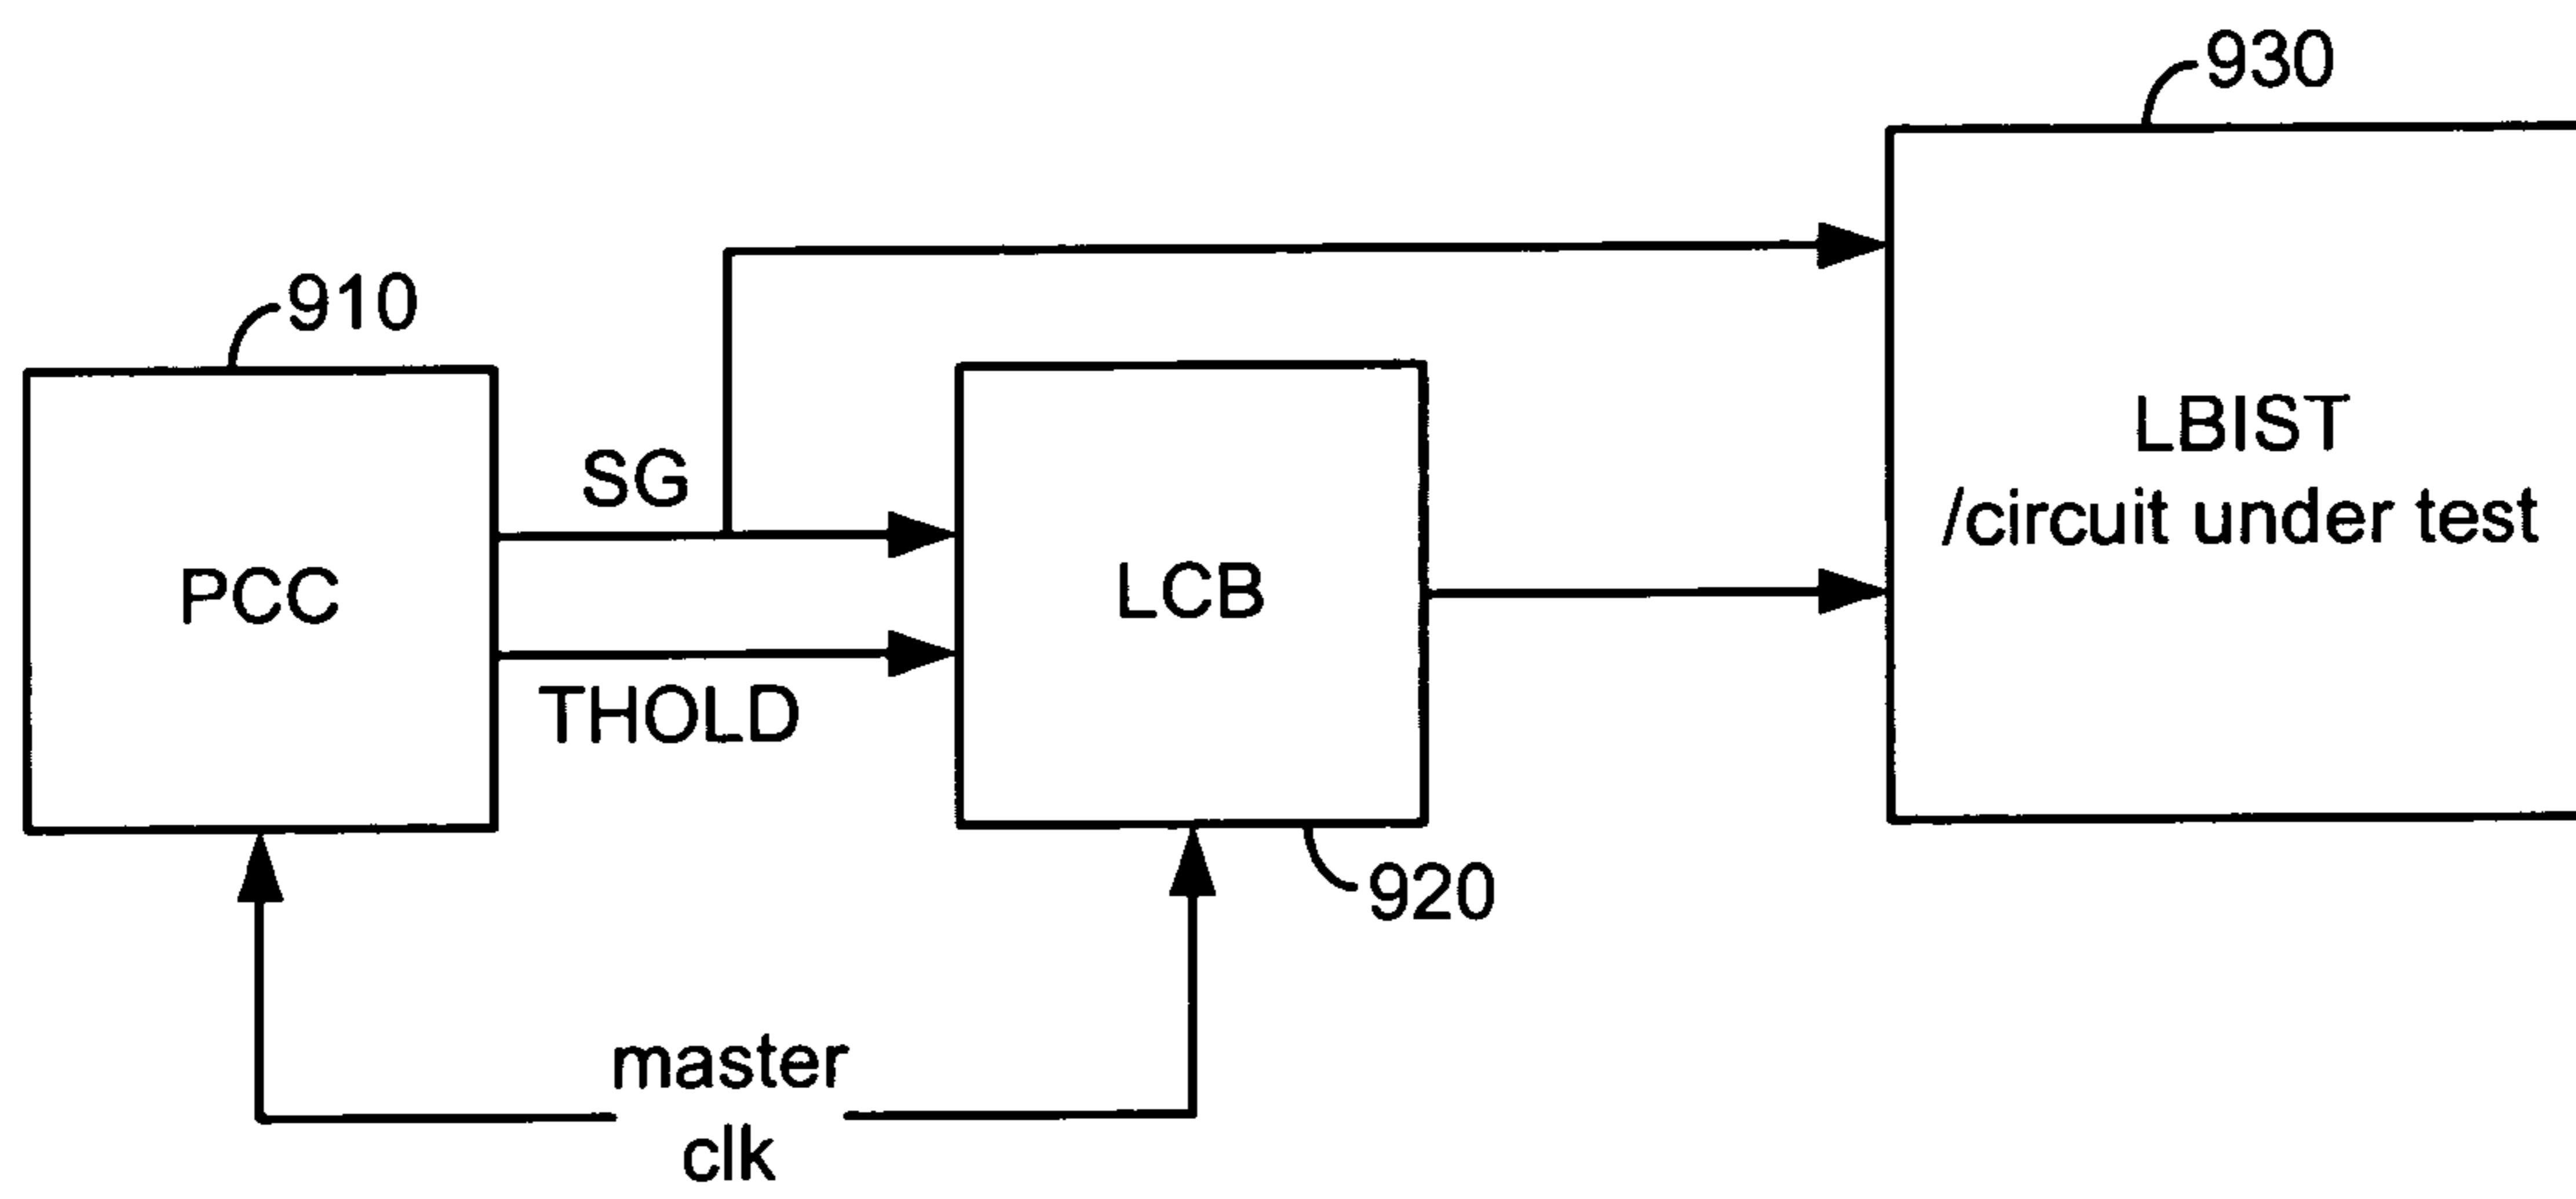 930
910
LBIST
/circuit under test
SG
PCC
LCB
THOLD
920
master
clk